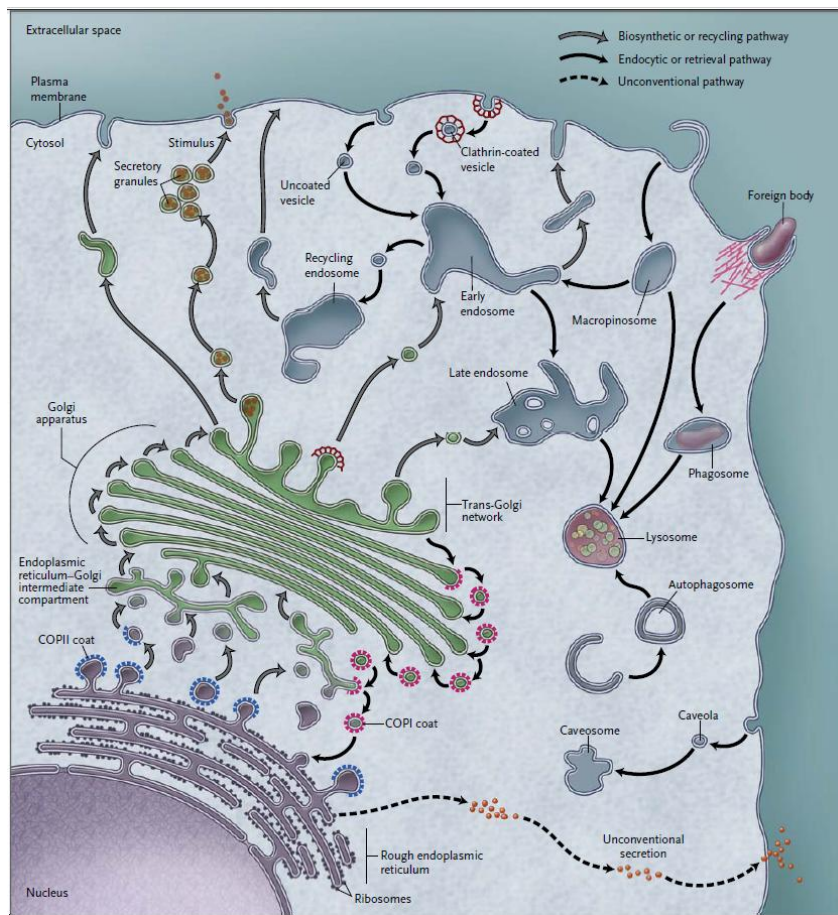 Extracellular space
Biosynthetic or recycling pathway
Endocytic or retrieval pathway
Unconventional pathway
Plasma
membrane
Cytosol
Stimulus
Secretory
granules
Uncoated
vesicle
Clathrin-coated
vesicle
Foreign body
Recycling
endosome
Early
endosome
Macropinosome
Late endosome
Golgi
apparatus
Phagosome
Trans-Golgi
network
Lysosome
Endoplasmic
reticulum–Golgi
intermediate
compartment
Autophagosome
COPII coat
COPI coat
Caveola
Caveosome
Unconventional
secretion
Rough endoplasmic
reticulum
Nucleus
Ribosomes